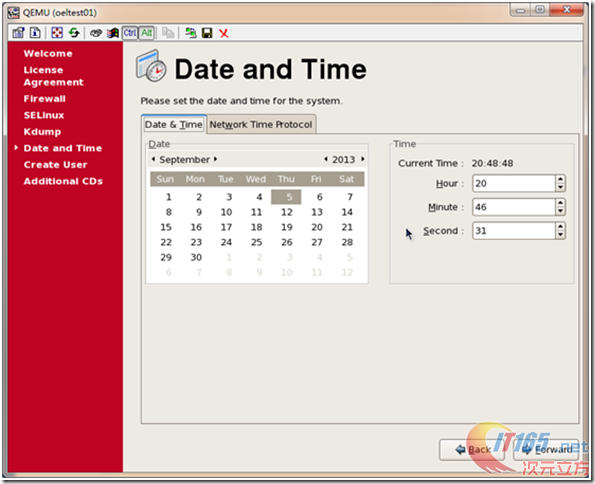 QEMU (oeltest01)
Ctrl Alt
Welcome
License
Agreement
Firewall
SELinux
Kdump
Date and Time
Create User
Additional CDs
Date and Time
Please set the date and time for the system.
Date & Time Network Time Protocol
Date
September 2013
Sun Mon Tue Wed Thu Fri Sat
1 2 3 4 5 6 7
8 9 10 11 12 13 14
15 16 17 18 19 20 21
22 23 24 25 26 27 28
29 30 1 2 3 4 5
6 7 8 9 10 11 12
Time
Current Time : 20:48:48
Hour : 20
Minute : 46
Second : 31
Back Forward
IT165.net
次元立方